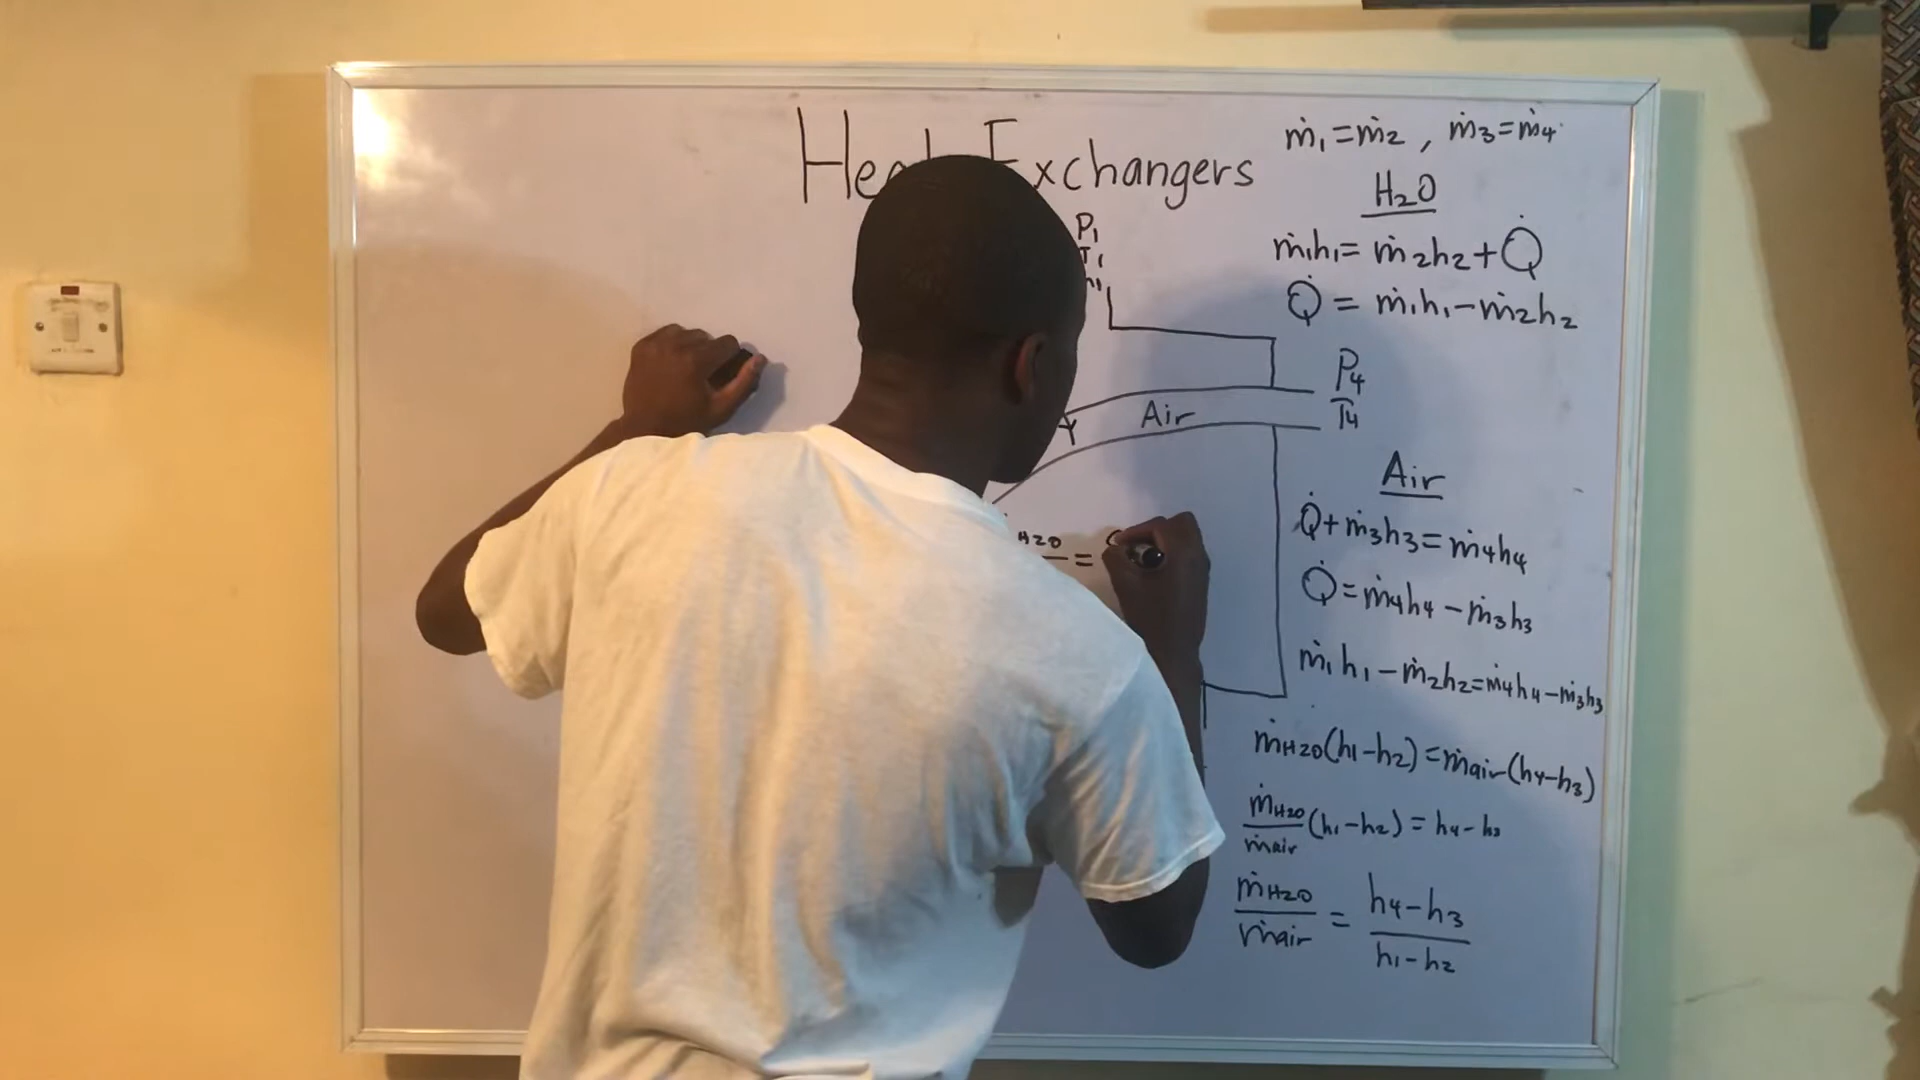 Heat Exchangers
ṁ₁=ṁ₂ , ṁ₃=ṁ₄
H₂O
ṁ₁h₁= ṁ₂h₂+Q̇
Q̇ = ṁ₁h₁-ṁ₂h₂
P₁
T₁
h₁
Air
P₄
T₄
Air
Q̇+ṁ₃h₃=ṁ₄h₄
Q̇=ṁ₄h₄-ṁ₃h₃
ṁ₁h₁-ṁ₂h₂=ṁ₄h₄-ṁ₃h₃
ṁH₂O(h₁-h₂)=ṁair(h₄-h₃)
ṁH₂O/ṁair (h₁-h₂) = h₄-h₃
ṁH₂O/ṁair = h₄-h₃/h₁-h₂
H₂O =